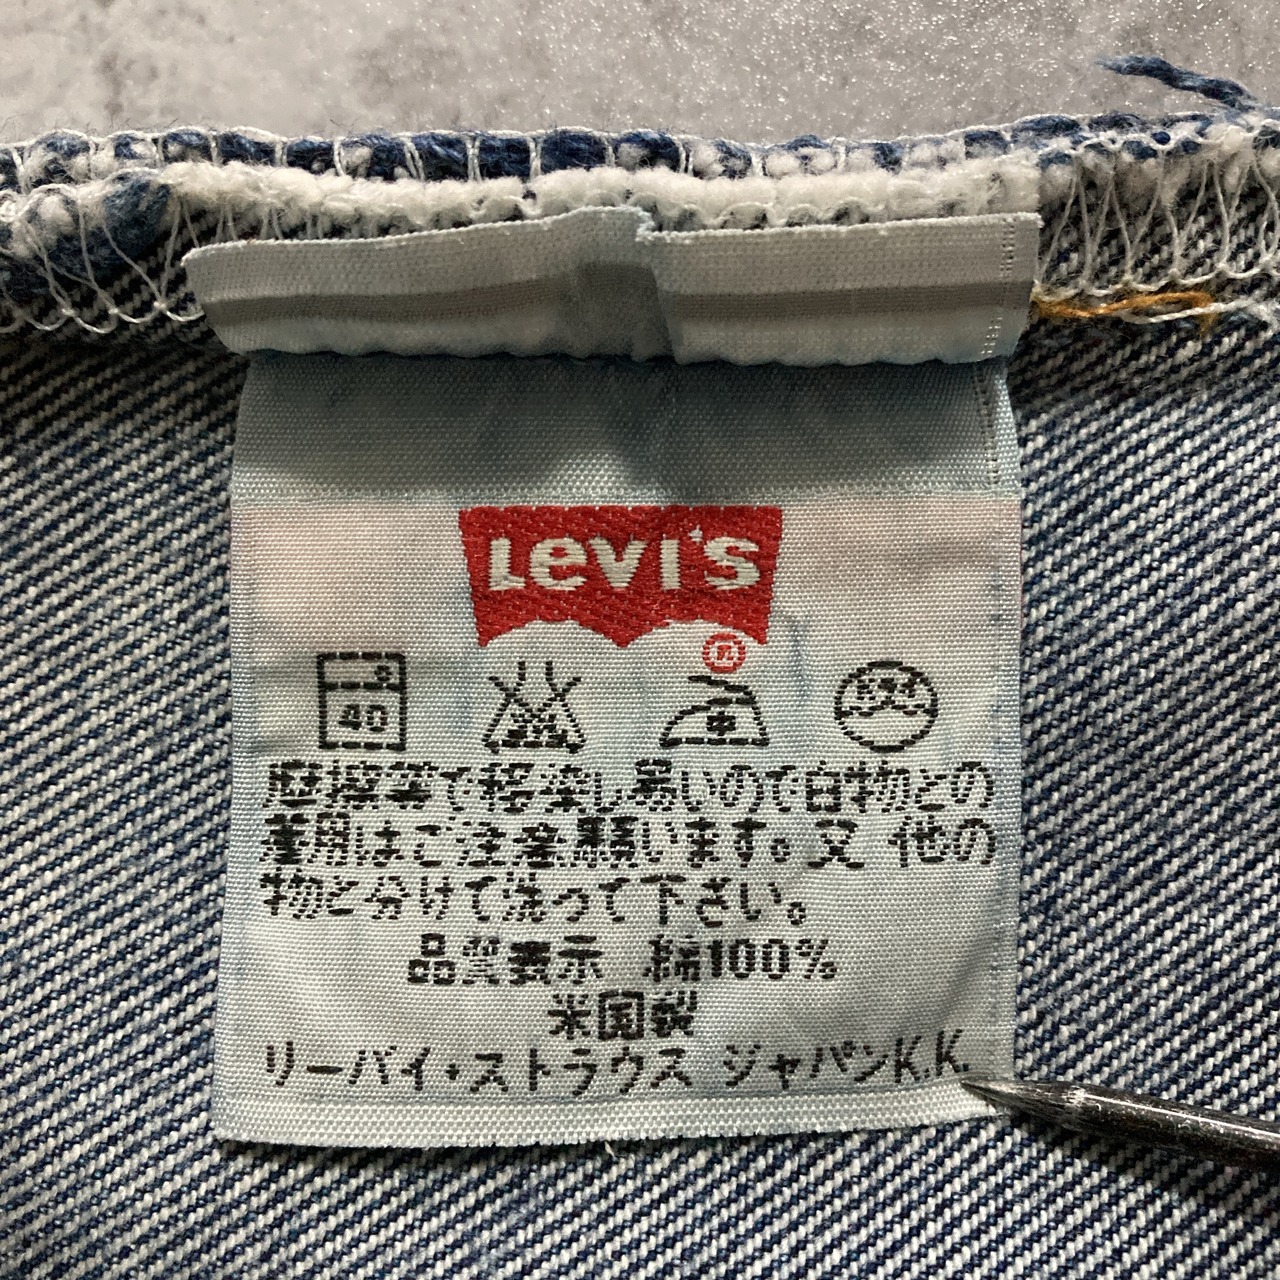 LEVI'S
®
40
摩擦等で移染し易いので白物との
着用はご注意願います。又 他の
物と分けて洗って下さい。
品質表示 綿100%
米国製
リーバイ・ストラウス ジャパンK.K.